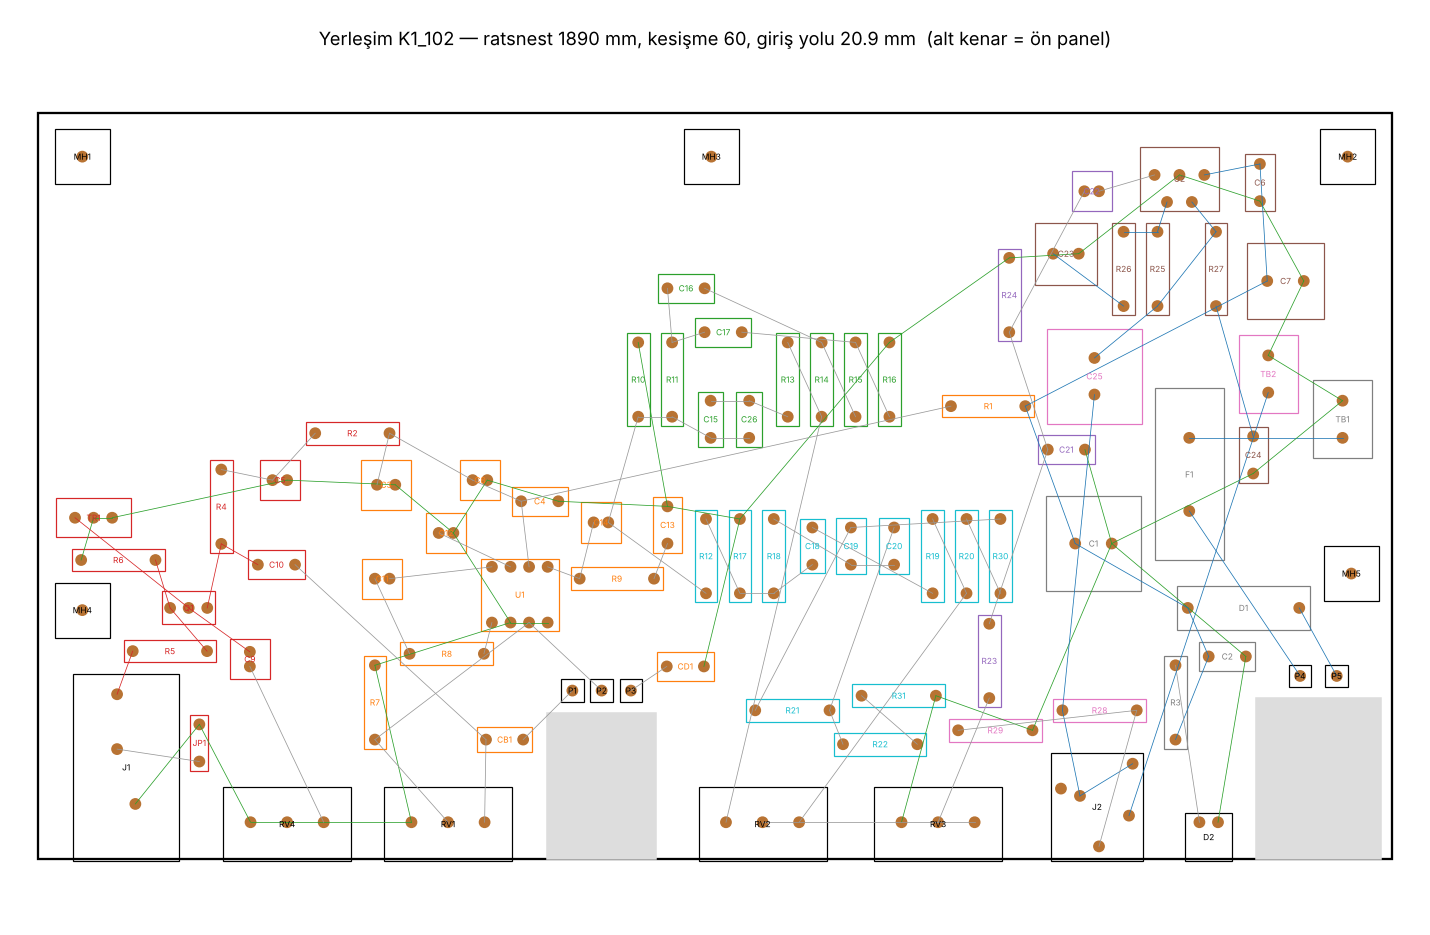 Yerleşim K1_102 — ratsnest 1890 mm, kesişme 60, giriş yolu 20.9 mm (alt kenar = ön panel)
MH1
MH3
MH2
C6
C23
R26
R25
R27
C7
R24
C16
C17
R10
R11
R13
R14
R15
R16
C25
TB2
R1
C15
C26
TB1
R2
C21
C24
F1
R4
C4
C13
C1
R6
C10
R9
R12
R17
R18
C18
C19
C20
R19
R20
R30
MH5
U1
MH4
D1
R5
R8
R23
C2
CD1
P1
P2
P3
P4
P5
R7
R21
R31
R3
R28
R29
JP1
CB1
R22
J1
J2
RV4
RV1
RV2
RV3
D2